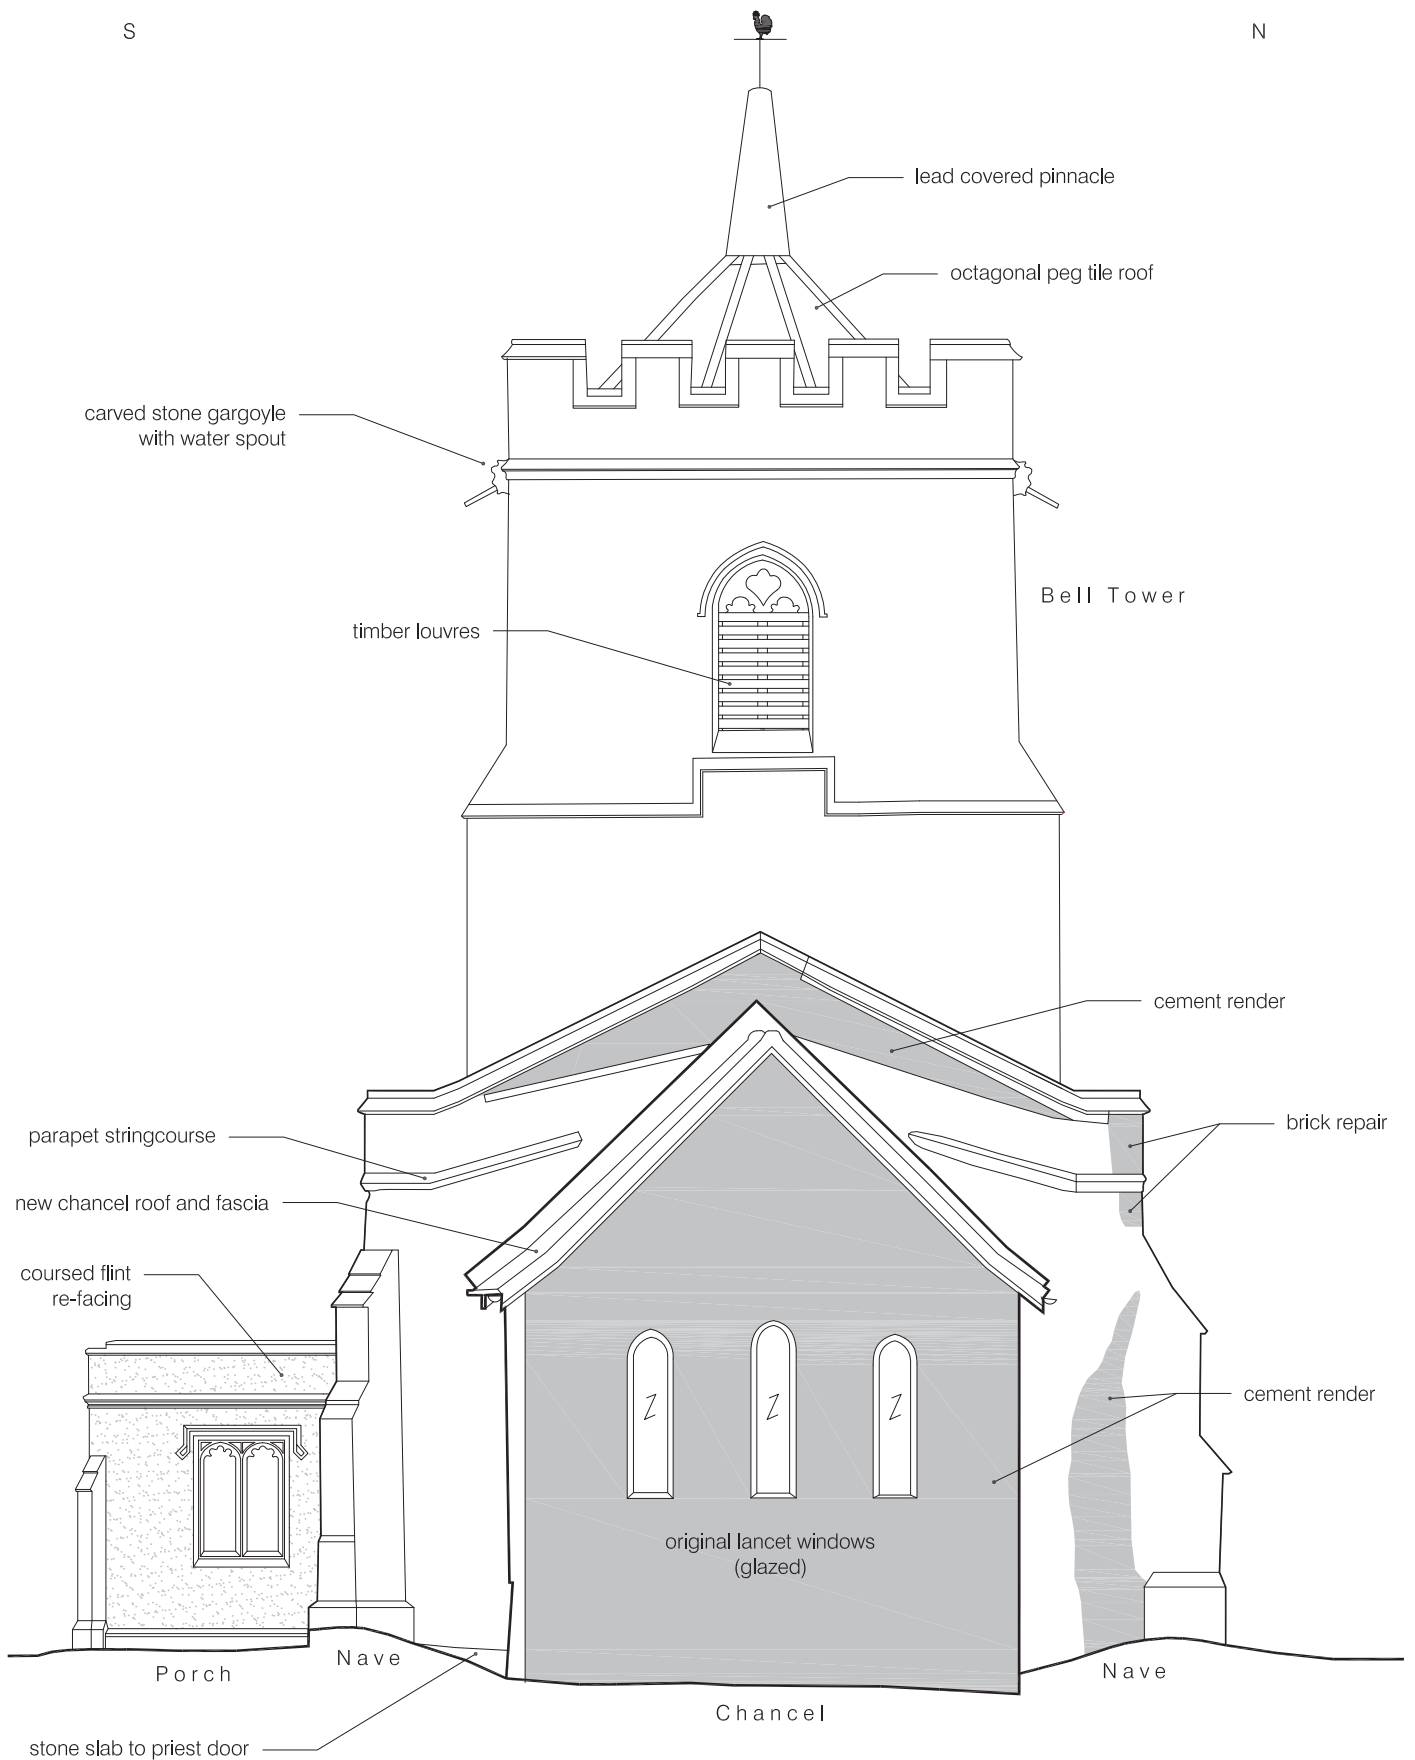 S
N
lead covered pinnacle
octagonal peg tile roof
carved stone gargoyle
with water spout
Bell Tower
timber louvres
cement render
parapet stringcourse
brick repair
new chancel roof and fascia
coursed flint
re-facing
cement render
original lancet windows
(glazed)
Porch
Nave
Nave
Chancel
stone slab to priest door